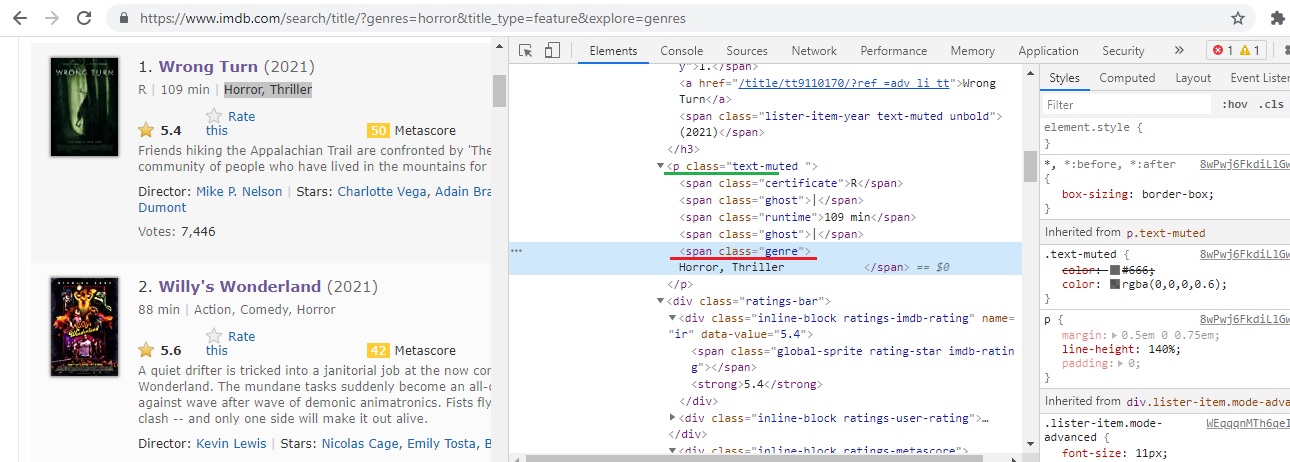 https://www.imdb.com/search/title/?genres=horror&title_type=feature&explore=genres
WRONG TURN
1. Wrong Turn (2021)
R | 109 min | Horror, Thriller
Rate
this
5.4
50 Metascore
Friends hiking the Appalachian Trail are confronted by 'The
community of people who have lived in the mountains for
Director: Mike P. Nelson | Stars: Charlotte Vega, Adain Bra
Dumont
Votes: 7,446
2. Willy's Wonderland (2021)
88 min | Action, Comedy, Horror
Rate
this
5.6
42 Metascore
A quiet drifter is tricked into a janitorial job at the now con
Wonderland. The mundane tasks suddenly become an all-o
against wave after wave of demonic animatronics. Fists fly
clash -- and only one side will make it out alive.
Director: Kevin Lewis | Stars: Nicolas Cage, Emily Tosta, B
Elements Console Sources Network Performance Memory Application Security » 1 1
y">1.</span>
<a href="/title/tt9110170/?ref_=adv_li_tt">Wrong
Turn</a>
<span class="lister-item-year text-muted unbold">
(2021)</span>
</h3>
<p class="text-muted ">
<span class="certificate">R</span>
<span class="ghost">|</span>
<span class="runtime">109 min</span>
<span class="ghost">|</span>
<span class="genre">
Horror, Thriller </span> == $0
</p>
<div class="ratings-bar">
<div class="inline-block ratings-imdb-rating" name=
"ir" data-value="5.4">
<span class="global-sprite rating-star imdb-ratin
g"></span>
<strong>5.4</strong>
</div>
<div class="inline-block ratings-user-rating">…
</div>
<div class="inline-block ratings-metascore">
Styles Computed Layout Event Listen
Filter :hov .cls
element.style {
}
*, *:before, *:after 8wPwj6FkdiLlGw
{
box-sizing: border-box;
}
Inherited from p.text-muted
.text-muted { 8wPwj6FkdiLlGw
color: #666;
color: rgba(0,0,0,0.6);
}
p { 8wPwj6FkdiLlGw
margin: 0.5em 0 0.75em;
line-height: 140%;
padding: 0;
}
Inherited from div.lister-item.mode-adva
.lister-item.mode- WEqqqnMTh6qeI
advanced {
font-size: 11px;